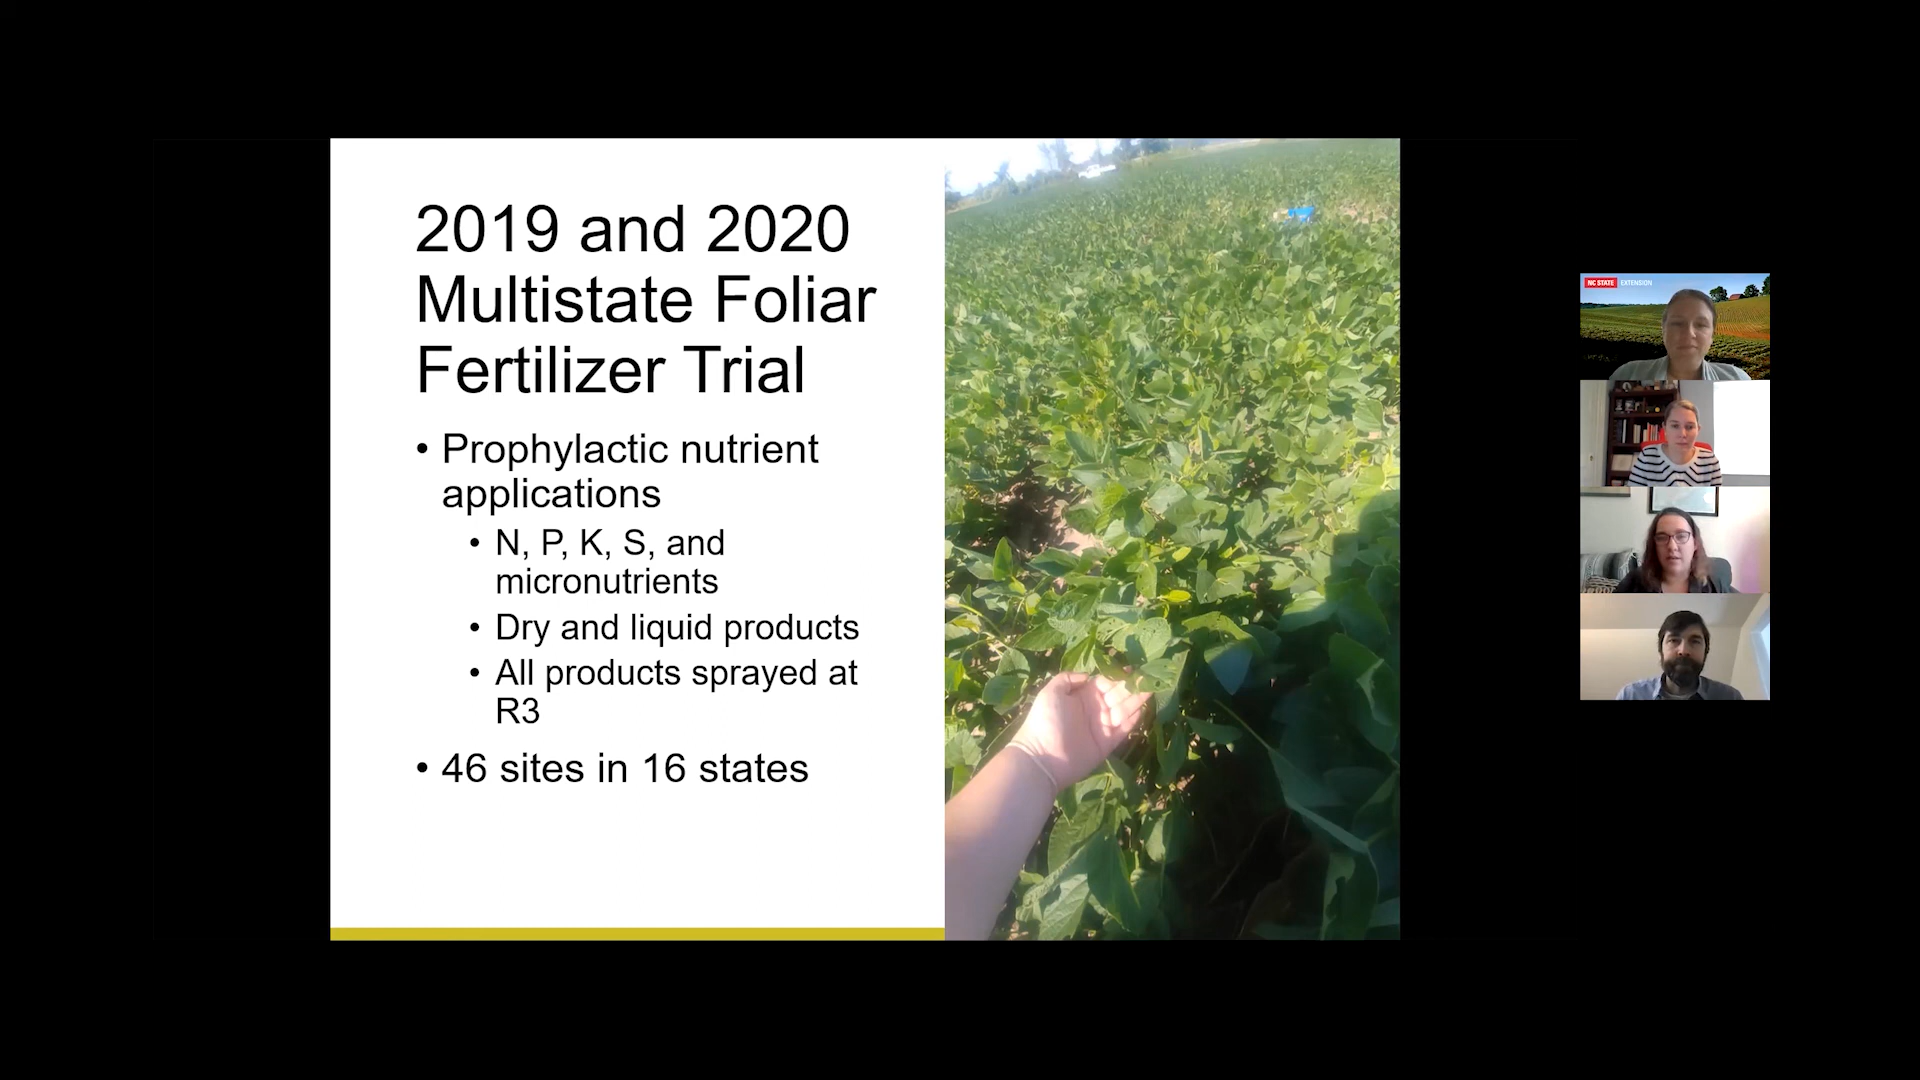 2019 and 2020
Multistate Foliar
Fertilizer Trial
• Prophylactic nutrient
applications
• N, P, K, S, and
micronutrients
• Dry and liquid products
• All products sprayed at
R3
• 46 sites in 16 states
NC STATE EXTENSION